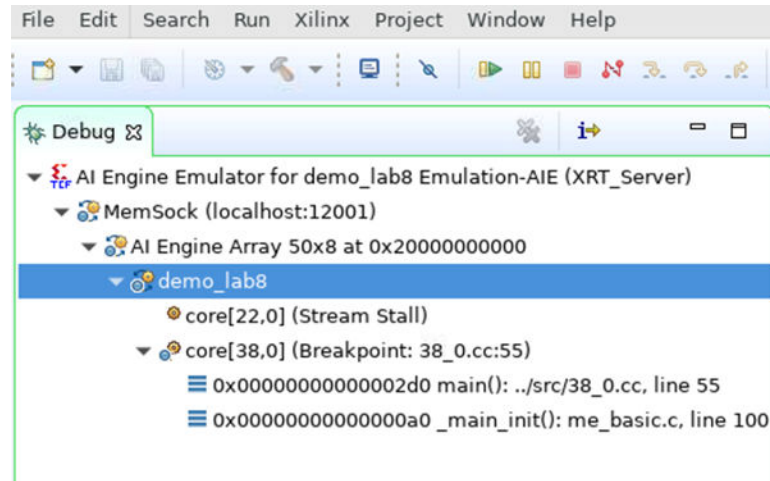 File Edit Search Run Xilinx Project Window Help
Debug
TCF AI Engine Emulator for demo_lab8 Emulation-AIE (XRT_Server)
MemSock (localhost:12001)
AI Engine Array 50x8 at 0x20000000000
demo_lab8
core[22,0] (Stream Stall)
core[38,0] (Breakpoint: 38_0.cc:55)
0x00000000000002d0 main(): ../src/38_0.cc, line 55
0x00000000000000a0 _main_init(): me_basic.c, line 100